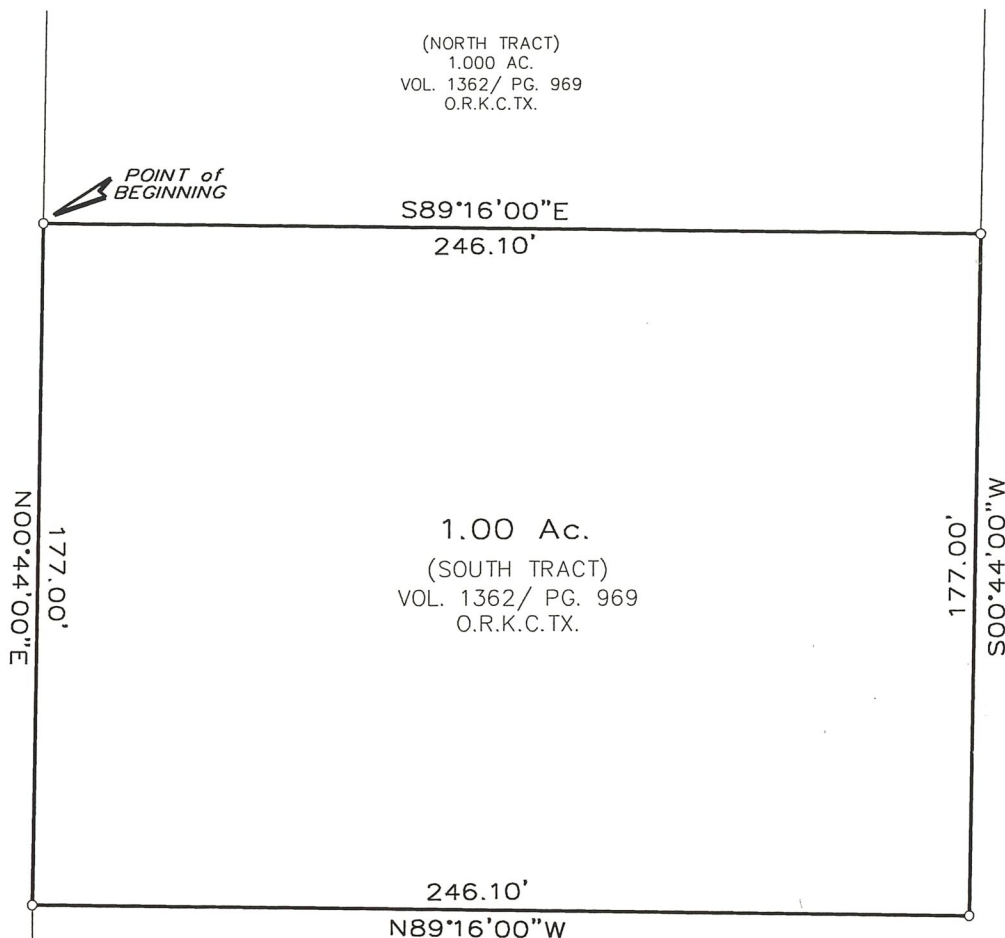 (NORTH TRACT)
1.000 AC.
VOL. 1362/ PG. 969
O.R.K.C.TX.
POINT of
BEGINNING
S89°16'00"E
246.10'
N00°44'00"E
177.00'
1.00 Ac.
(SOUTH TRACT)
VOL. 1362/ PG. 969
O.R.K.C.TX.
177.00'
S00°44'00"W
246.10'
N89°16'00"W